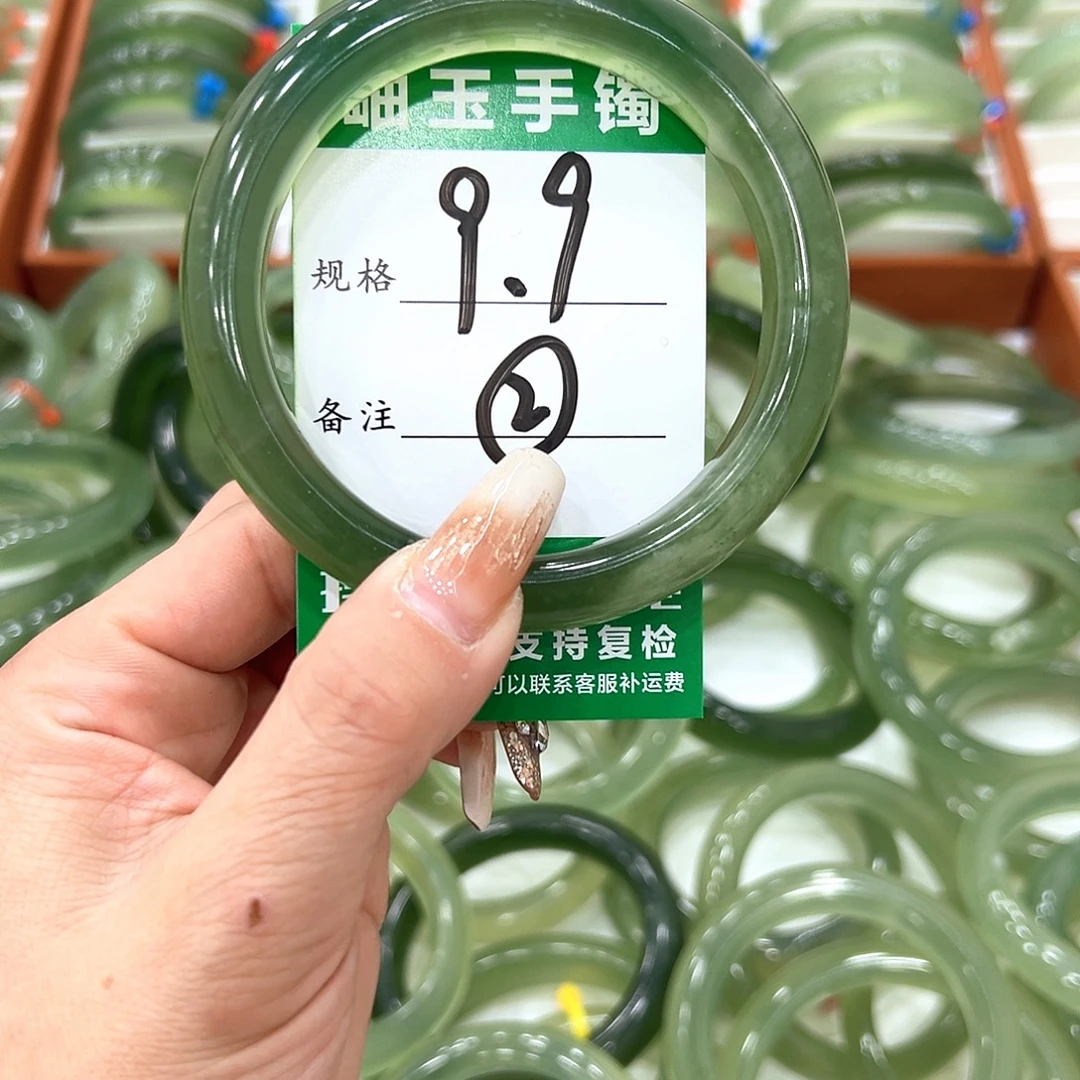 岫玉手镯
规格 9.9
备注 ②
支持复检
可以联系客服补运费